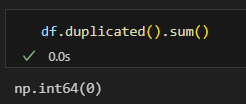 df.duplicated().sum()
✓ 0.0s
np.int64(0)